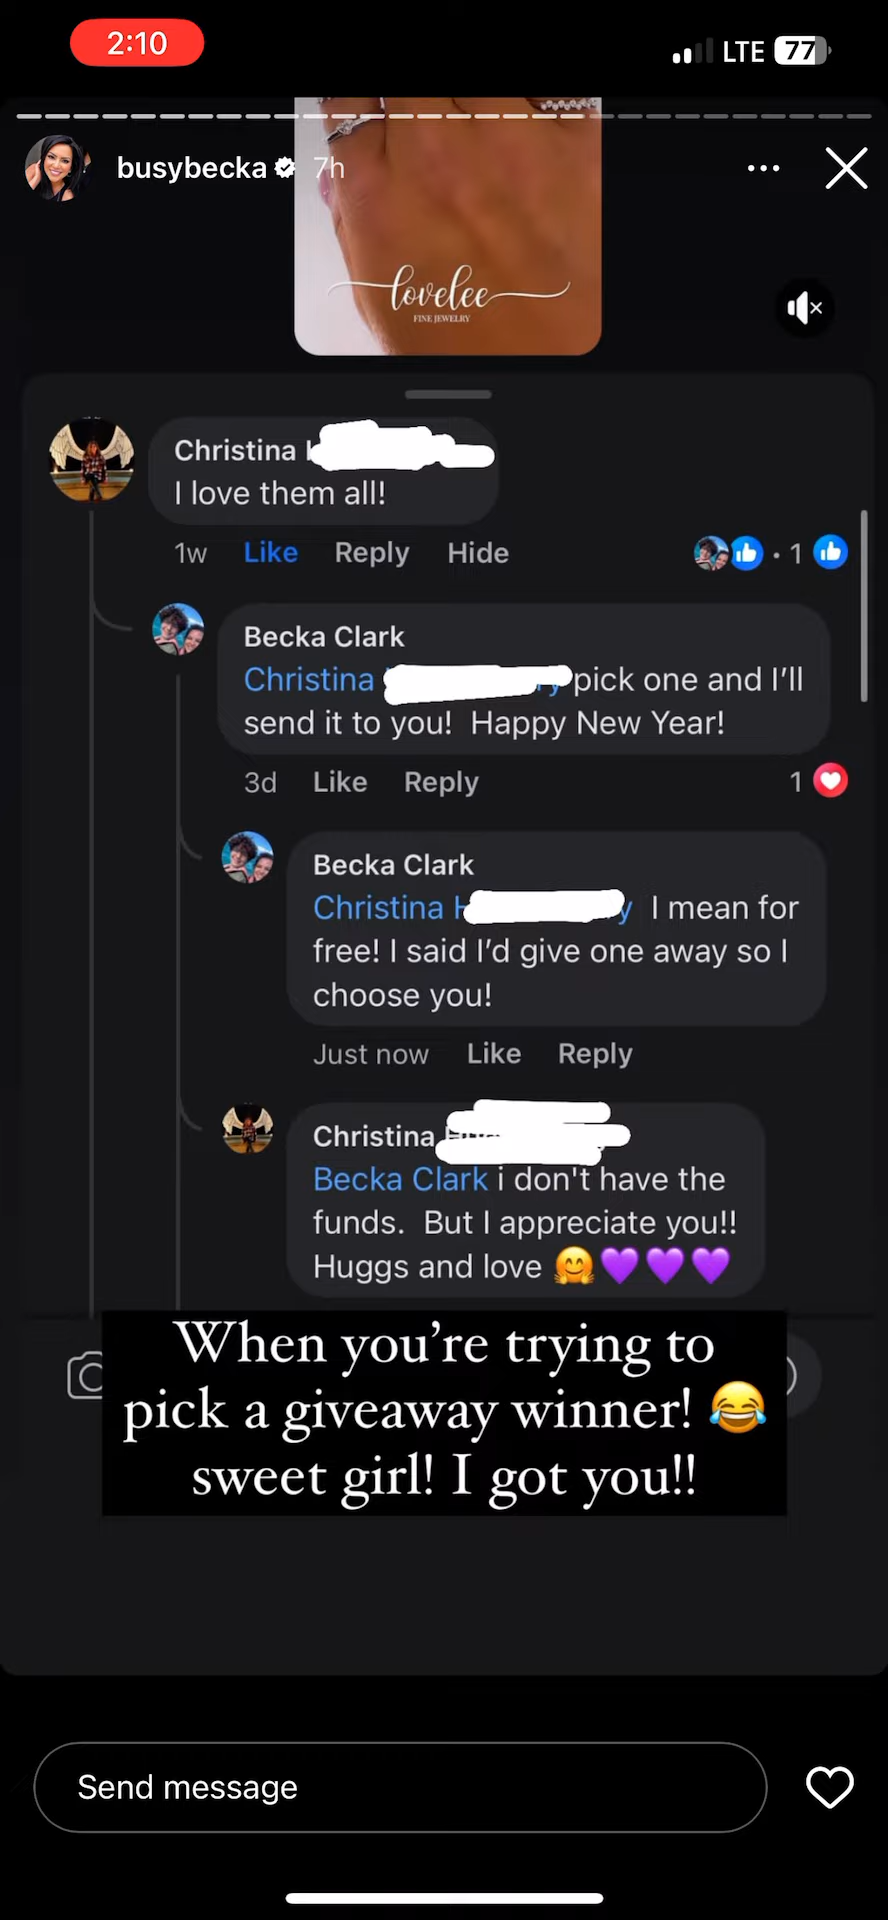 2:10
LTE 77
busybecka 7h
lovelee
FINE JEWELRY
Christina
I love them all!
1w Like Reply Hide
1
Becka Clark
Christina pick one and I'll
send it to you! Happy New Year!
3d Like Reply 1
Becka Clark
Christina I mean for
free! I said I'd give one away so I
choose you!
Just now Like Reply
Christina
Becka Clark i don't have the
funds. But I appreciate you!!
Huggs and love 🤗💜💜💜
When you're trying to
pick a giveaway winner! 😂
sweet girl! I got you!!
Send message